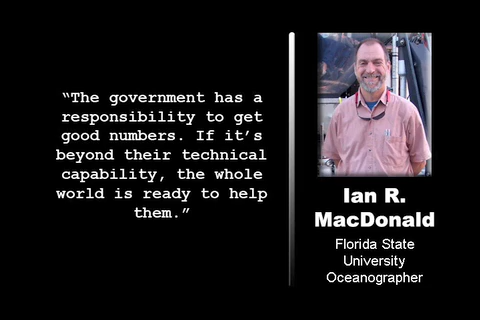 “The government has a
responsibility to get
good numbers. If it’s
beyond their technical
capability, the whole
world is ready to help
them.”
Ian R.
MacDonald
Florida State
University
Oceanographer